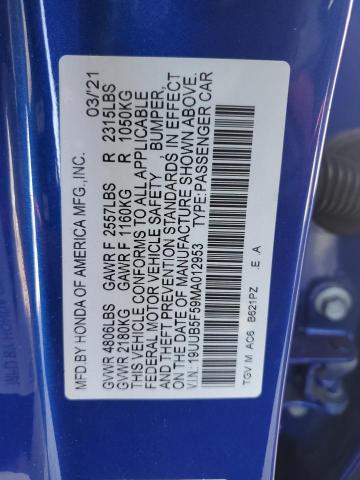 MFD.BY HONDA OF AMERICA MFG.,INC. 03/'21
GVWR 4806LBS GAWR F 2557LBS R 2315LBS
GVWR 2180KG GAWR F 1160KG R 1050KG
THIS VEHICLE CONFORMS TO ALL APPLICABLE
FEDERAL MOTOR VEHICLE SAFETY , BUMPER,
AND THEFT PREVENTION STANDARDS IN EFFECT
ON THE DATE OF MANUFACTURE SHOWN ABOVE.
V.I.N.: 19UUB5F59MA012953 TYPE: PASSENGER CAR
TGV M AC6 B621PZ .E .A